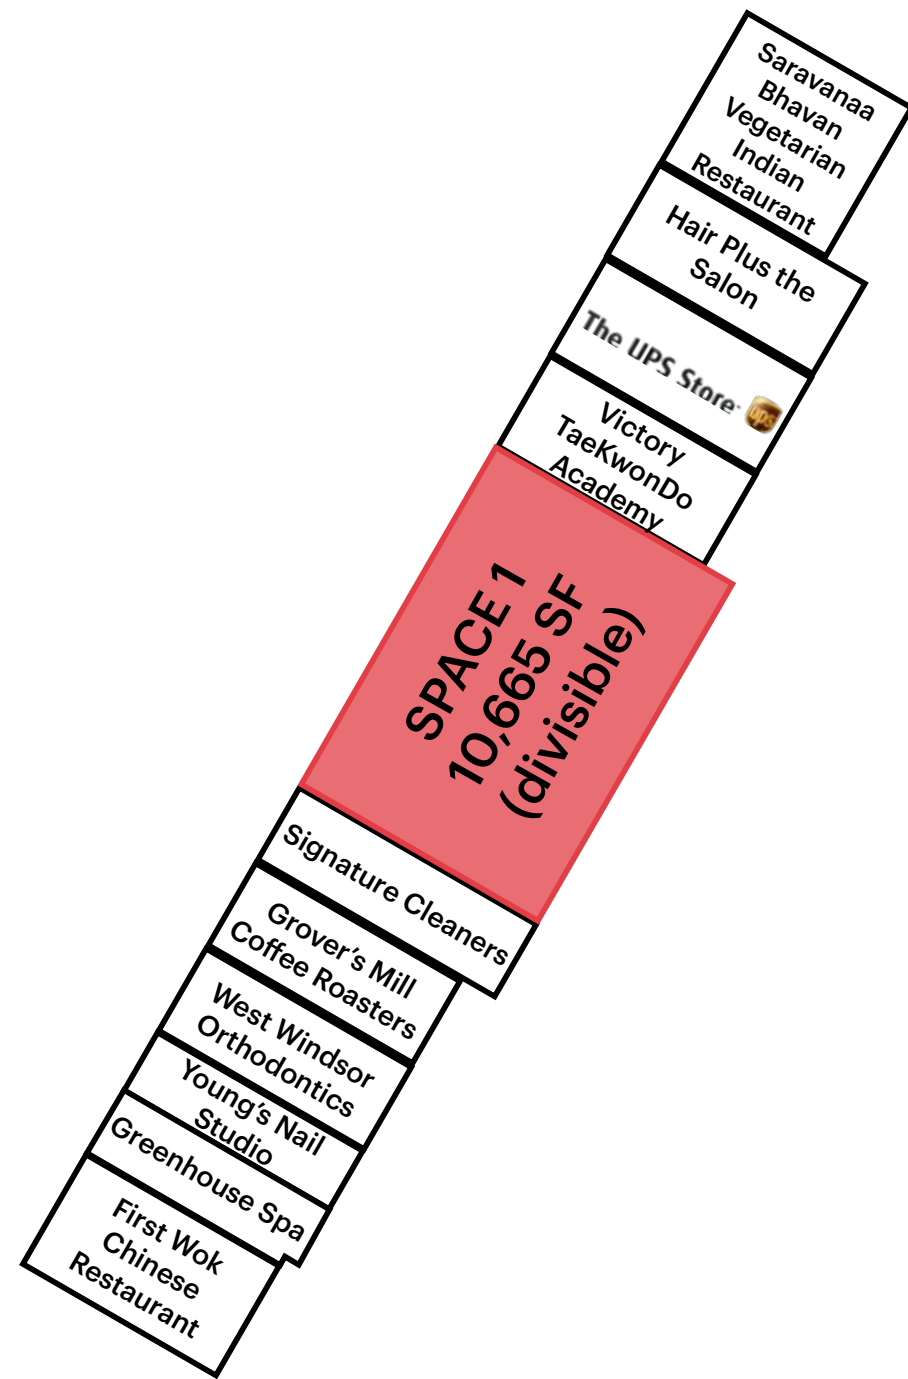 Saravanaa
Bhavan
Vegetarian
Indian
Restaurant
Hair Plus the
Salon
The UPS Store
ups
Victory
TaeKwonDo
Academy
SPACE 1
10,665 SF
(divisible)
Signature Cleaners
Grover’s Mill
Coffee Roasters
West Windsor
Orthodontics
Young’s Nail
Studio
Greenhouse Spa
First Wok
Chinese
Restaurant